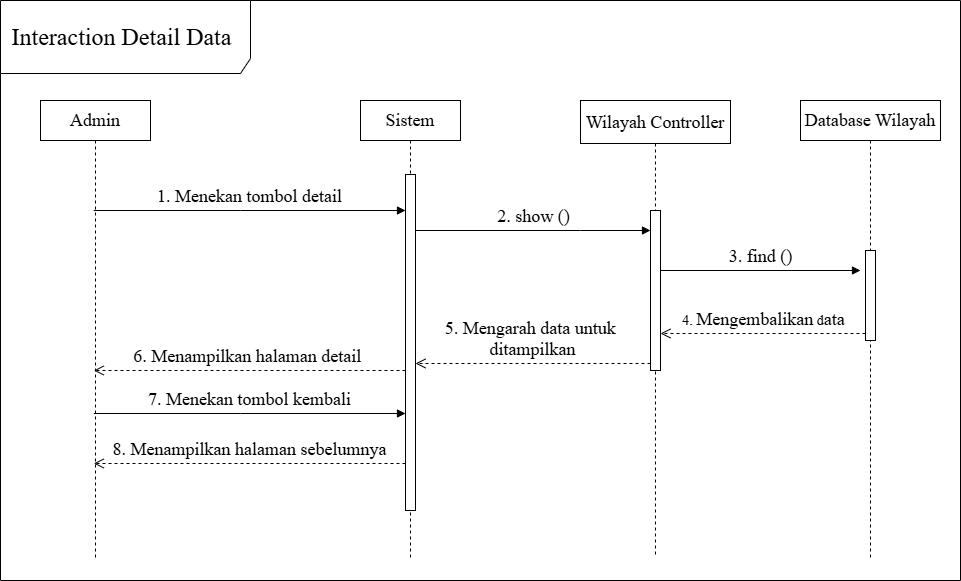 Interaction Detail Data
Admin
Sistem
Wilayah Controller
Database Wilayah
1. Menekan tombol detail
2. show ()
3. find ()
4. Mengembalikan data
5. Mengarah data untuk
ditampilkan
6. Menampilkan halaman detail
7. Menekan tombol kembali
8. Menampilkan halaman sebelumnya